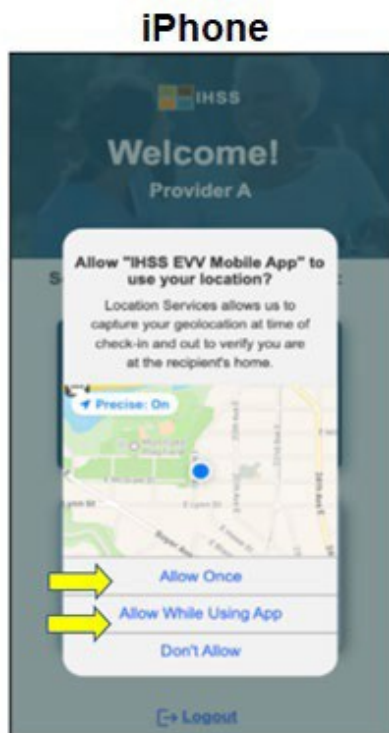 iPhone
IHSS
Welcome!
Provider A
Allow "IHSS EVV Mobile App" to
use your location?
Location Services allows us to
capture your geolocation at time of
check-in and out to verify you are
at the recipient's home.
Precise: On
Allow Once
Allow While Using App
Don't Allow
Logout